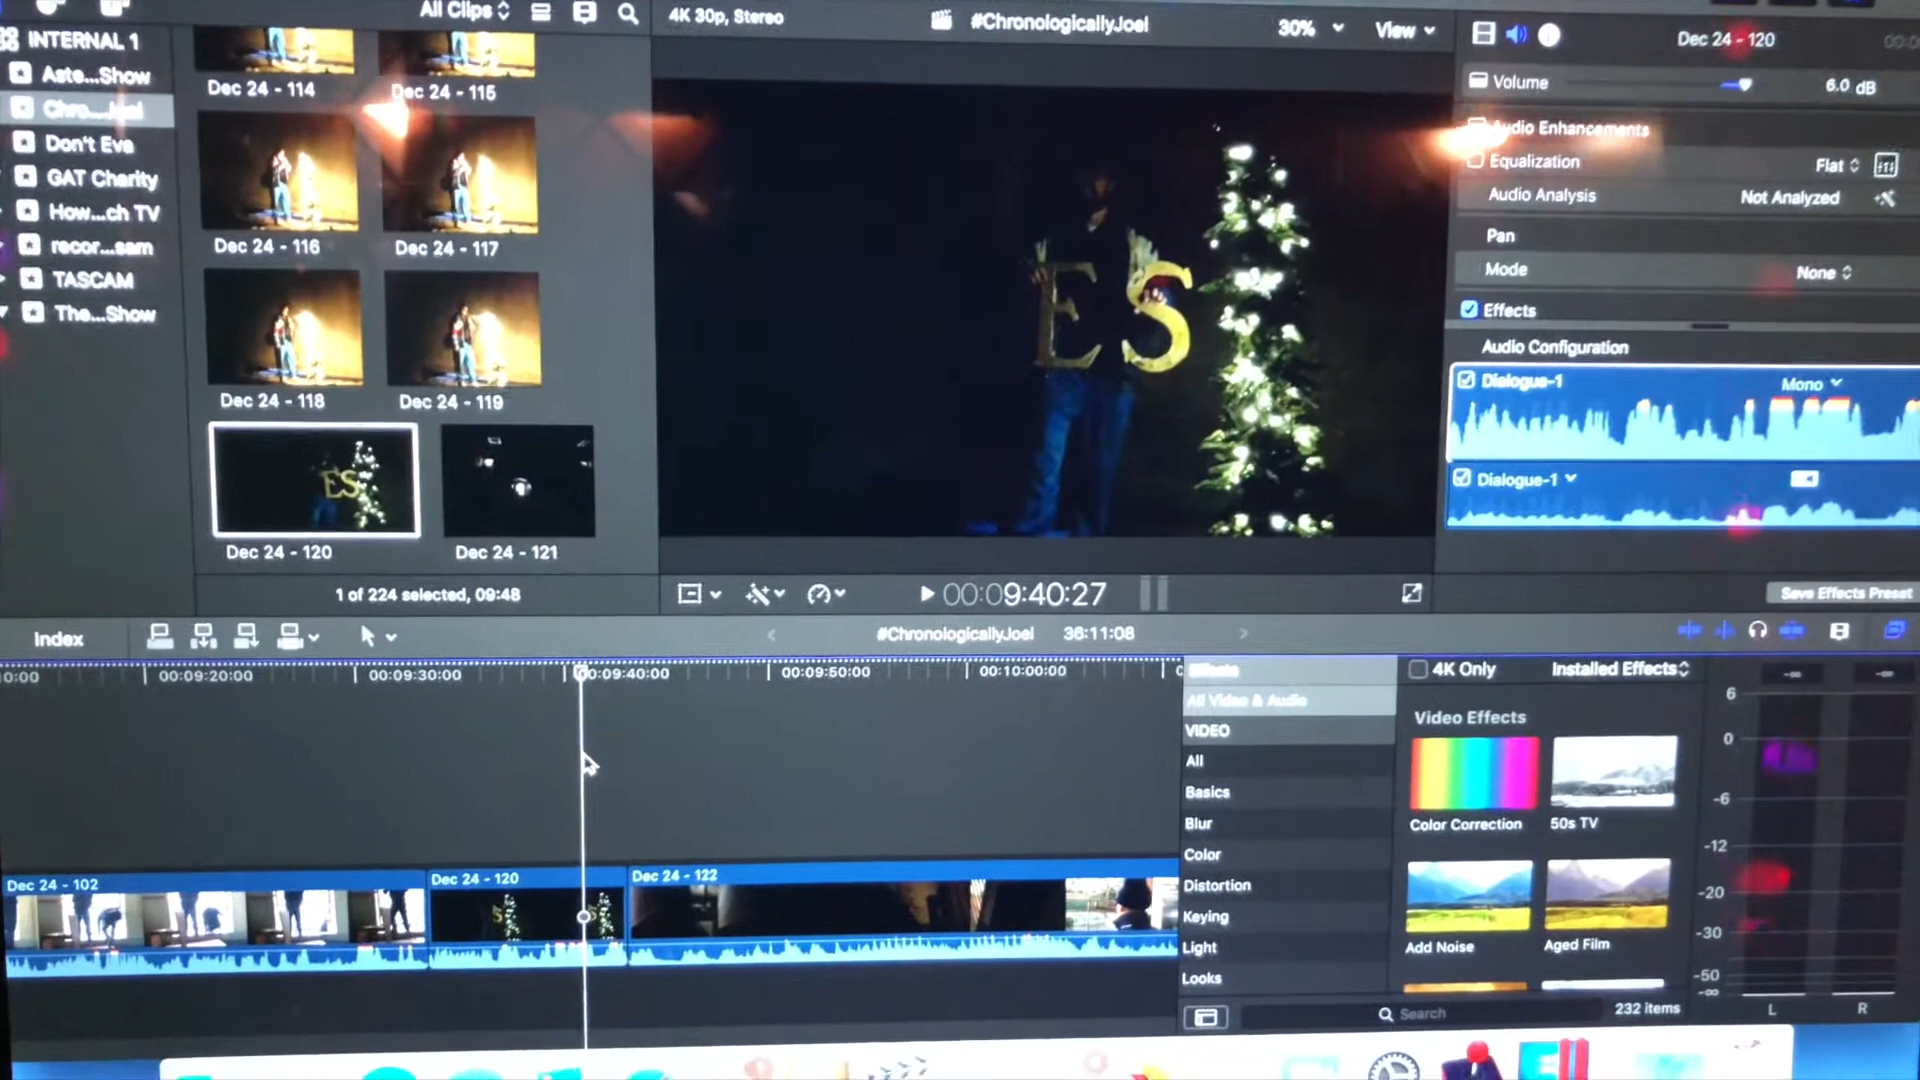 All Clips
4K 30p, Stereo
#ChronologicallyJoel
30%
View
Dec 24 - 120
INTERNAL 1
Aste...Show
Chro...Joel
Don't Eva
GAT Charity
How...ch TV
recor...sam
TASCAM
The...Show
Dec 24 - 114
Dec 24 - 115
Dec 24 - 116
Dec 24 - 117
Dec 24 - 118
Dec 24 - 119
Dec 24 - 120
Dec 24 - 121
1 of 224 selected, 09:48
ES
Volume
6.0 dB
Audio Enhancements
Equalization
Flat
Audio Analysis
Not Analyzed
Pan
Mode
None
Effects
Audio Configuration
Dialogue-1
Mono
Dialogue-1
Save Effects Preset
00:09:40:27
Index
#ChronologicallyJoel
36:11:08
00:09:20:00
00:09:30:00
00:09:40:00
00:09:50:00
00:10:00:00
Dec 24 - 102
Dec 24 - 120
Dec 24 - 122
Effects
4K Only
Installed Effects
All Video & Audio
VIDEO
All
Basics
Blur
Color
Distortion
Keying
Light
Looks
Video Effects
Color Correction
50s TV
Add Noise
Aged Film
Search
232 items
6
0
-6
-12
-20
-30
-50
-∞
L
R